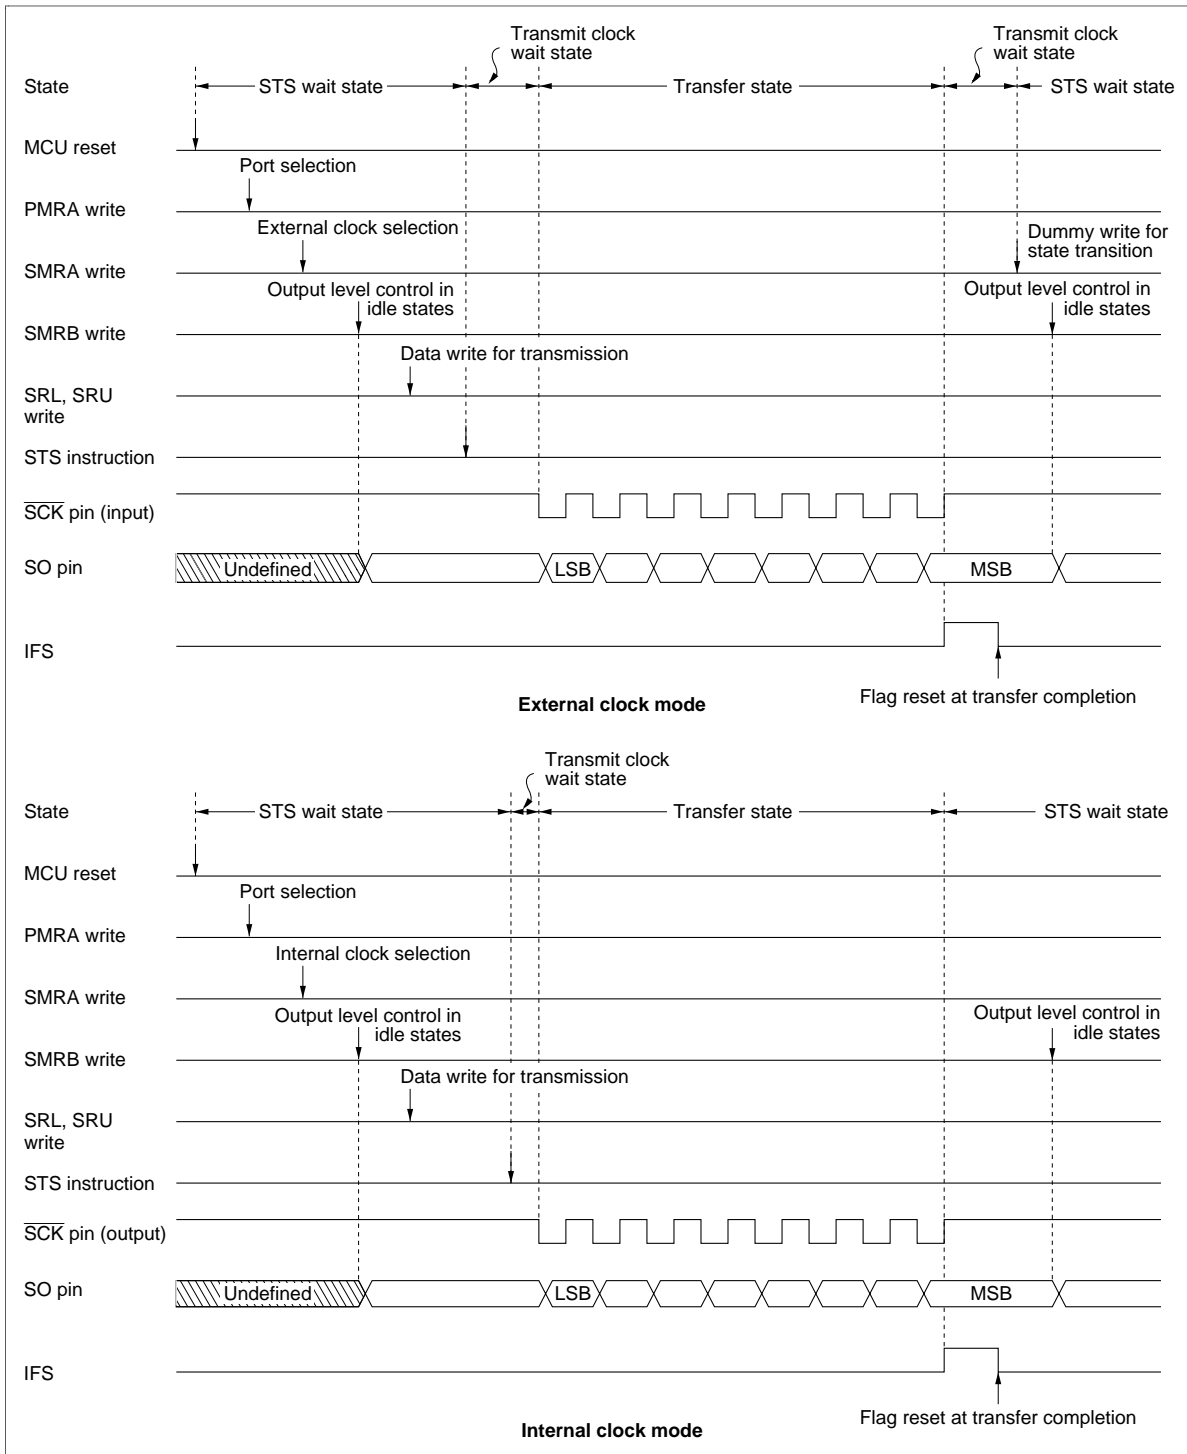 Transmit clock
wait state
Transmit clock
wait state
State
STS wait state
Transfer state
STS wait state
MCU reset
Port selection
PMRA write
External clock selection
Dummy write for
state transition
SMRA write
Output level control in
idle states
Output level control in
idle states
SMRB write
Data write for transmission
SRL, SRU
write
STS instruction
SCK pin (input)
SO pin
Undefined
LSB
MSB
IFS
Flag reset at transfer completion
External clock mode
Transmit clock
wait state
State
STS wait state
Transfer state
STS wait state
MCU reset
Port selection
PMRA write
Internal clock selection
SMRA write
Output level control in
idle states
Output level control in
idle states
SMRB write
Data write for transmission
SRL, SRU
write
STS instruction
SCK pin (output)
SO pin
Undefined
LSB
MSB
IFS
Flag reset at transfer completion
Internal clock mode